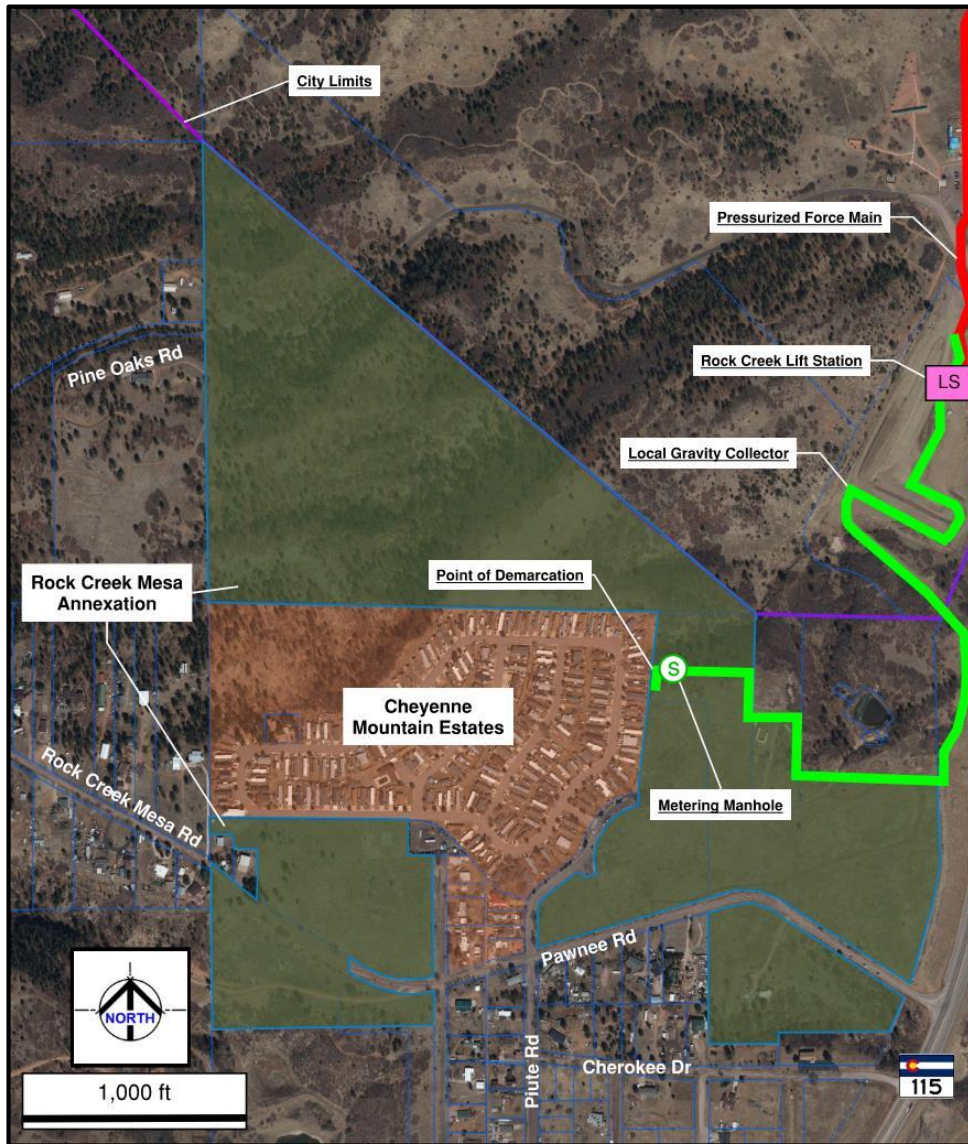 City Limits
Pressurized Force Main
Rock Creek Lift Station
LS
Pine Oaks Rd
Local Gravity Collector
Point of Demarcation
Rock Creek Mesa
Annexation
S
Cheyenne
Mountain Estates
Rock Creek Mesa Rd
Metering Manhole
Pawnee Rd
NORTH
Piute Rd
Cherokee Dr
1,000 ft
115